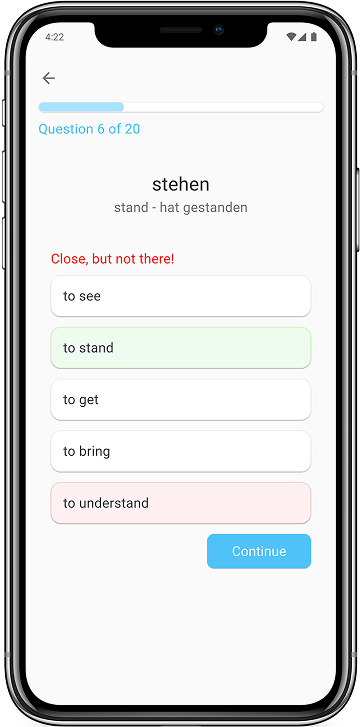 4:22
Question 6 of 20
stehen
stand - hat gestanden
Close, but not there!
to see
to stand
to get
to bring
to understand
Continue